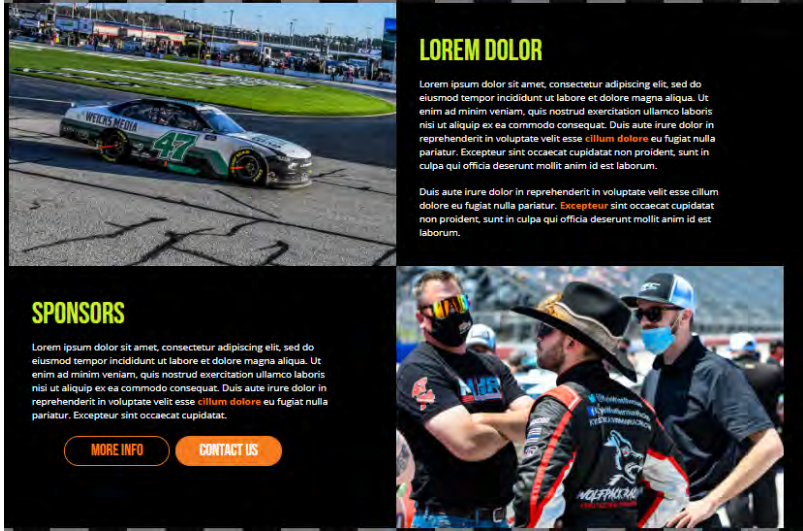 WEICKS MEDIA
47
LOREM DOLOR
Lorem ipsum dolor sit amet, consectetur adipiscing elit, sed do
eiusmod tempor incididunt ut labore et dolore magna aliqua. Ut
enim ad minim veniam, quis nostrud exercitation ullamco laboris
nisi ut aliquip ex ea commodo consequat. Duis aute irure dolor in
reprehenderit in voluptate velit esse cillum dolore eu fugiat nulla
pariatur. Excepteur sint occaecat cupidatat non proident, sunt in
culpa qui officia deserunt mollit anim id est laborum.
Duis aute irure dolor in reprehenderit in voluptate velit esse cillum
dolore eu fugiat nulla pariatur. Excepteur sint occaecat cupidatat
non proident, sunt in culpa qui officia deserunt mollit anim id est
laborum.
SPONSORS
Lorem ipsum dolor sit amet, consectetur adipiscing elit, sed do
eiusmod tempor incididunt ut labore et dolore magna aliqua. Ut
enim ad minim veniam, quis nostrud exercitation ullamco laboris
nisi ut aliquip ex ea commodo consequat. Duis aute irure dolor in
reprehenderit in voluptate velit esse cillum dolore eu fugiat nulla
pariatur. Excepteur sint occaecat cupidatat.
MORE INFO
CONTACT US